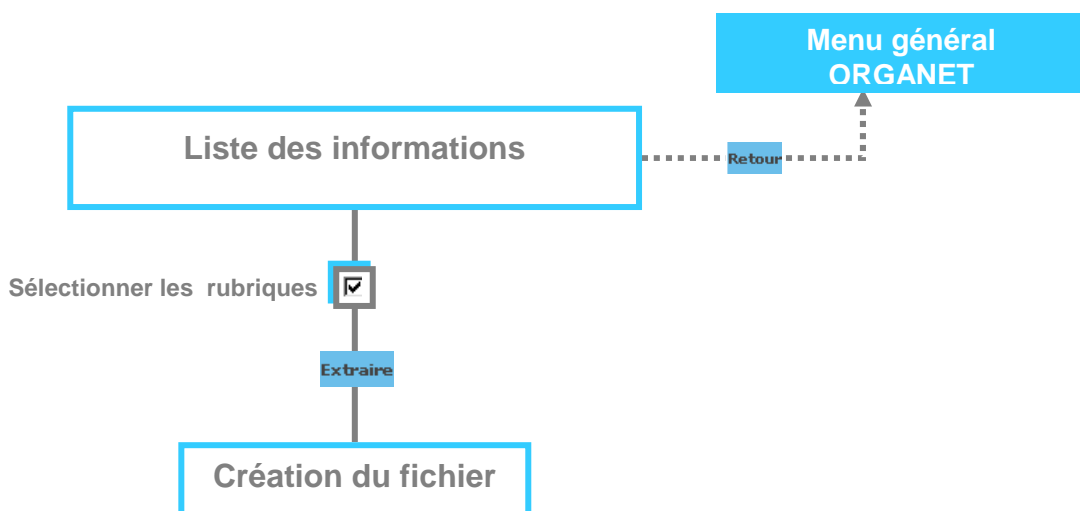 Menu général
ORGANET
Liste des informations
Retour
Sélectionner les rubriques
Extraire
Création du fichier